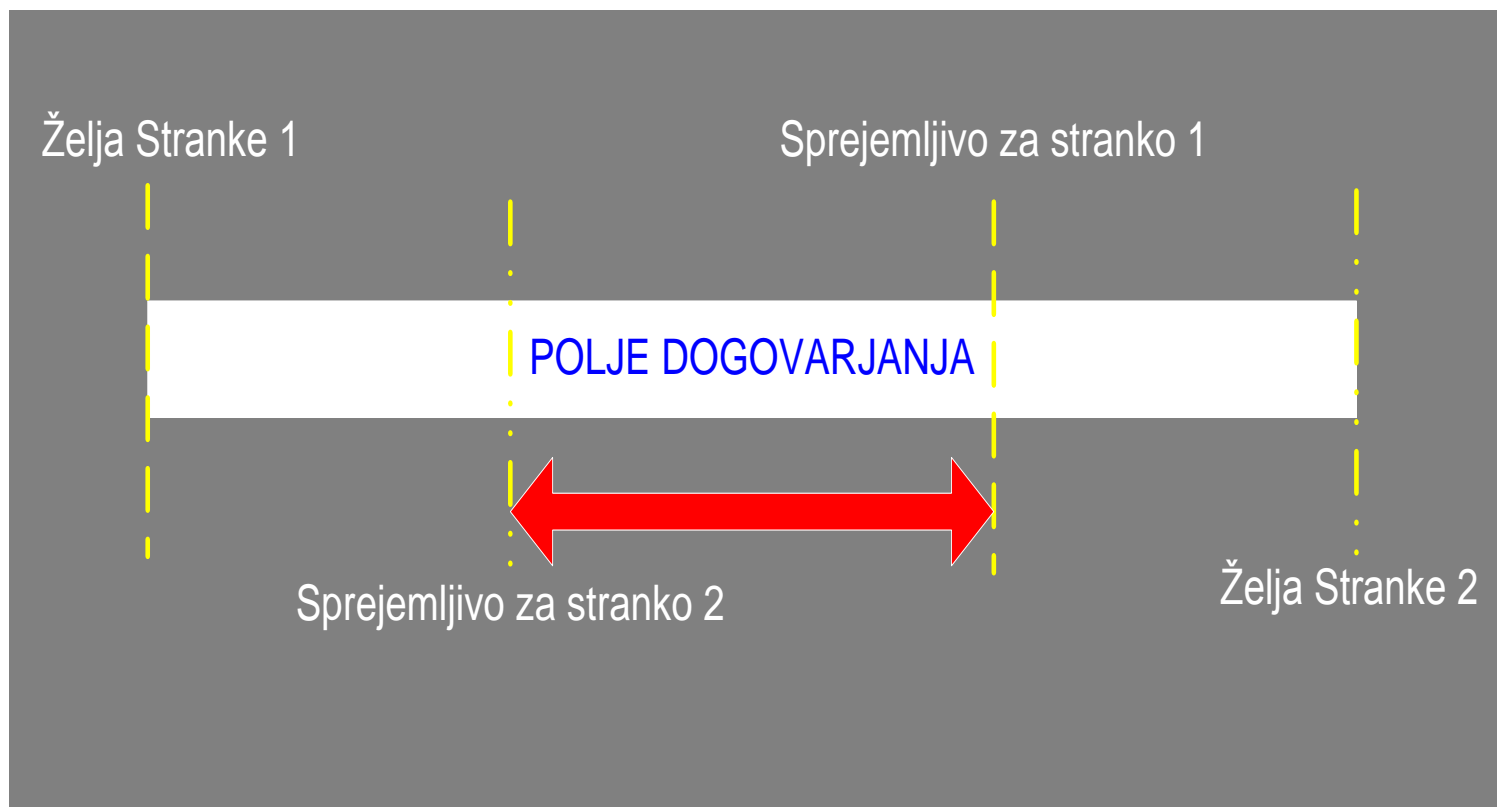 Želja Stranke 1
Sprejemljivo za stranko 1
POLJE DOGOVARJANJA
Sprejemljivo za stranko 2
Želja Stranke 2